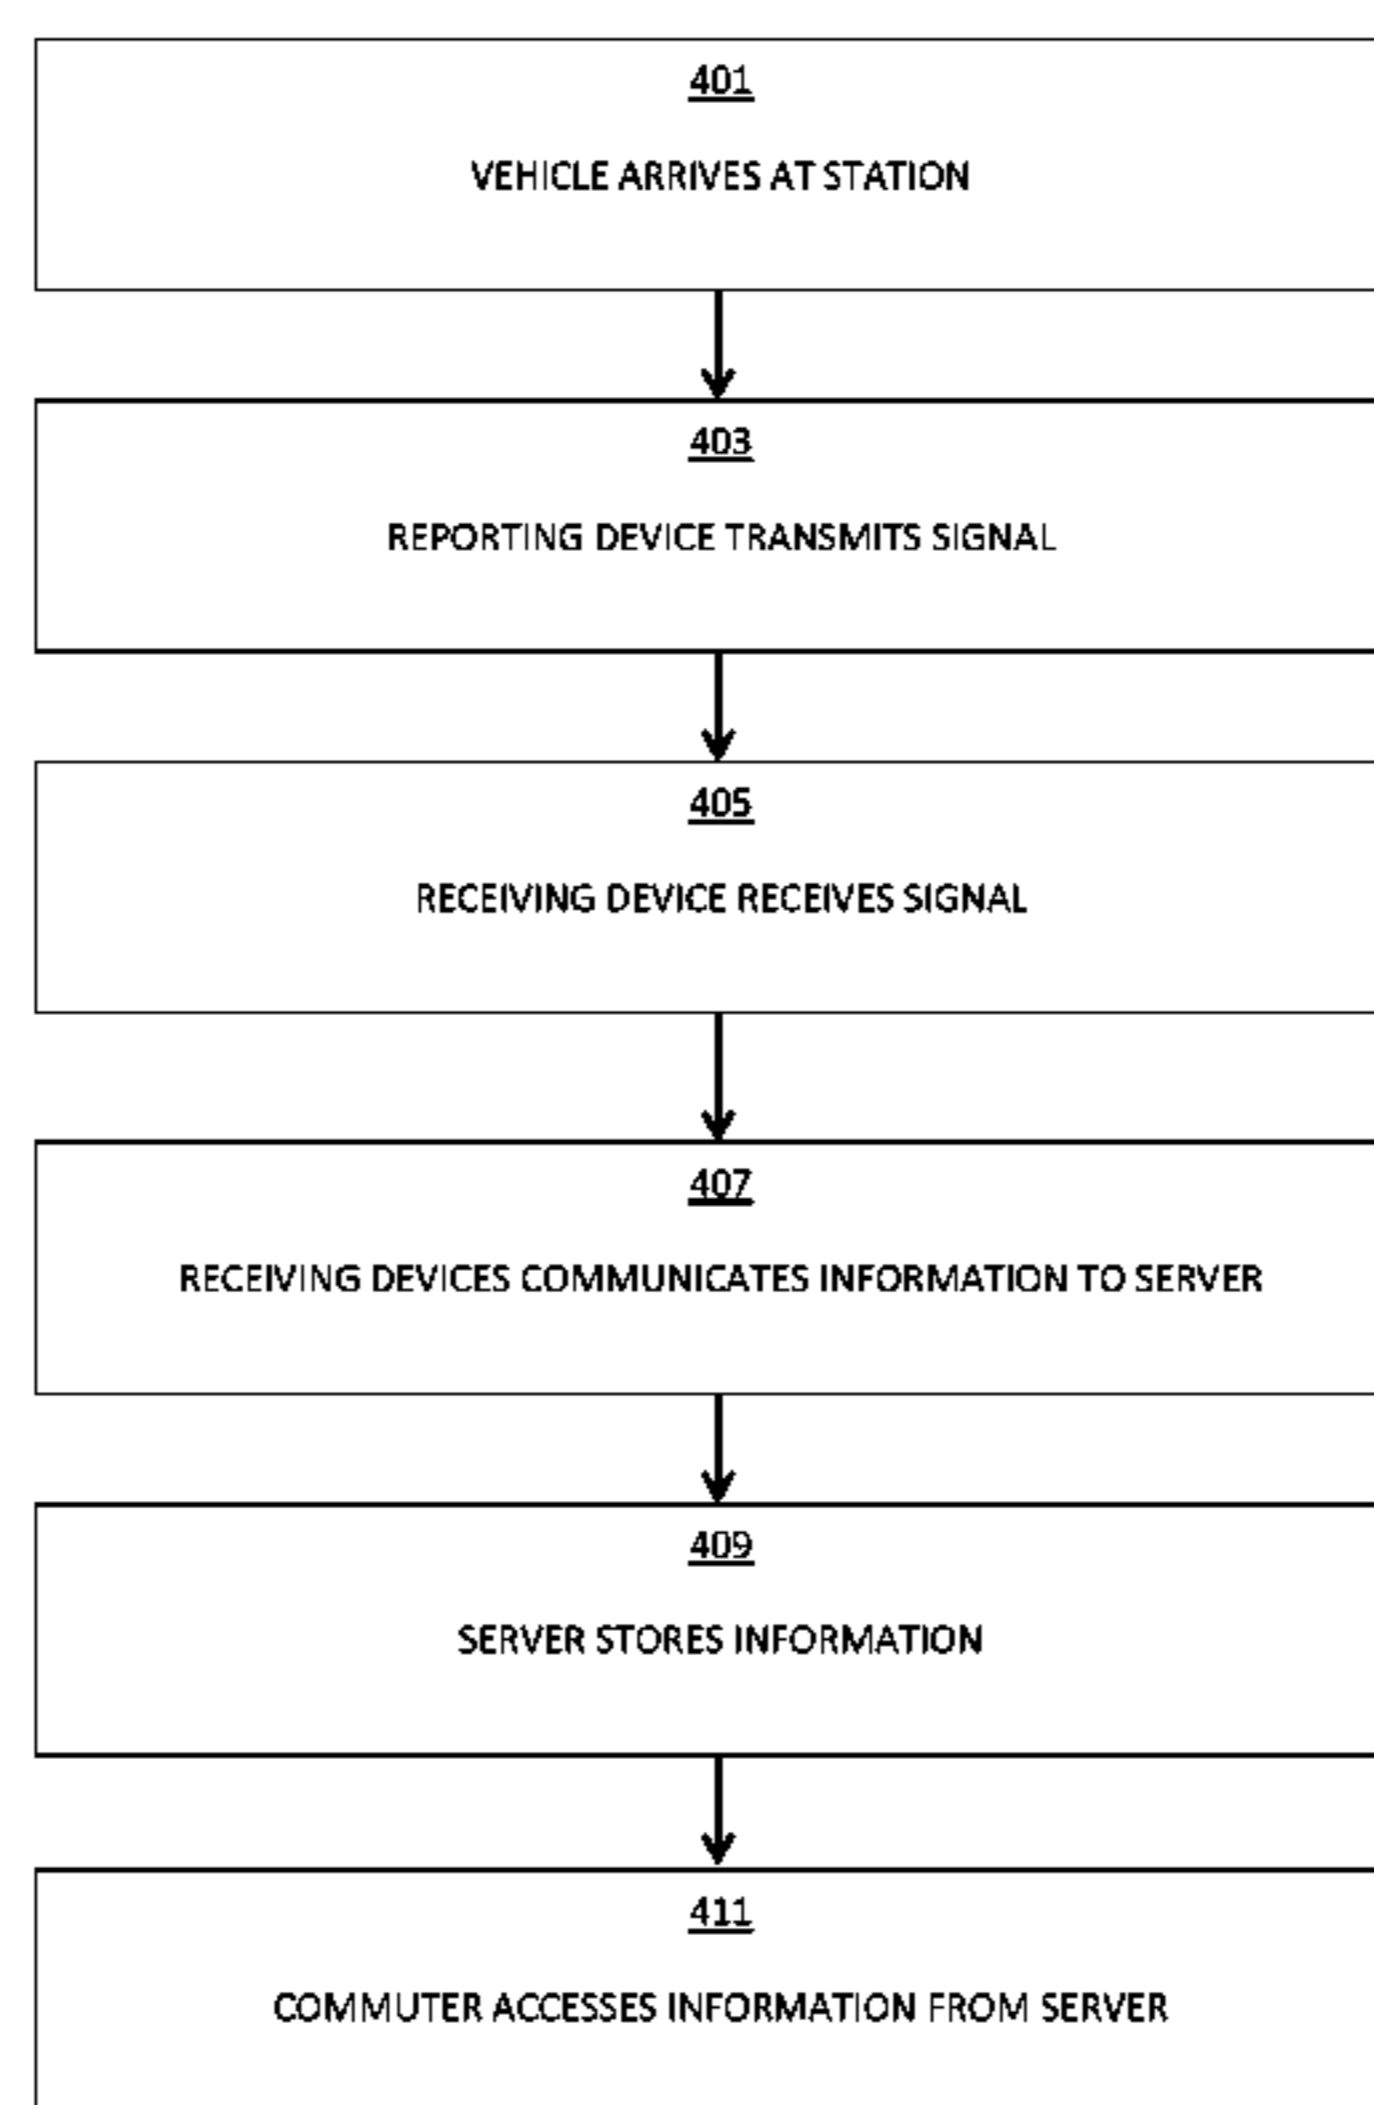 401
VEHICLE ARRIVES AT STATION
403
REPORTING DEVICE TRANSMITS SIGNAL
405
RECEIVING DEVICE RECEIVES SIGNAL
407
RECEIVING DEVICES COMMUNICATES INFORMATION TO SERVER
409
SERVER STORES INFORMATION
411
COMMUTER ACCESSES INFORMATION FROM SERVER